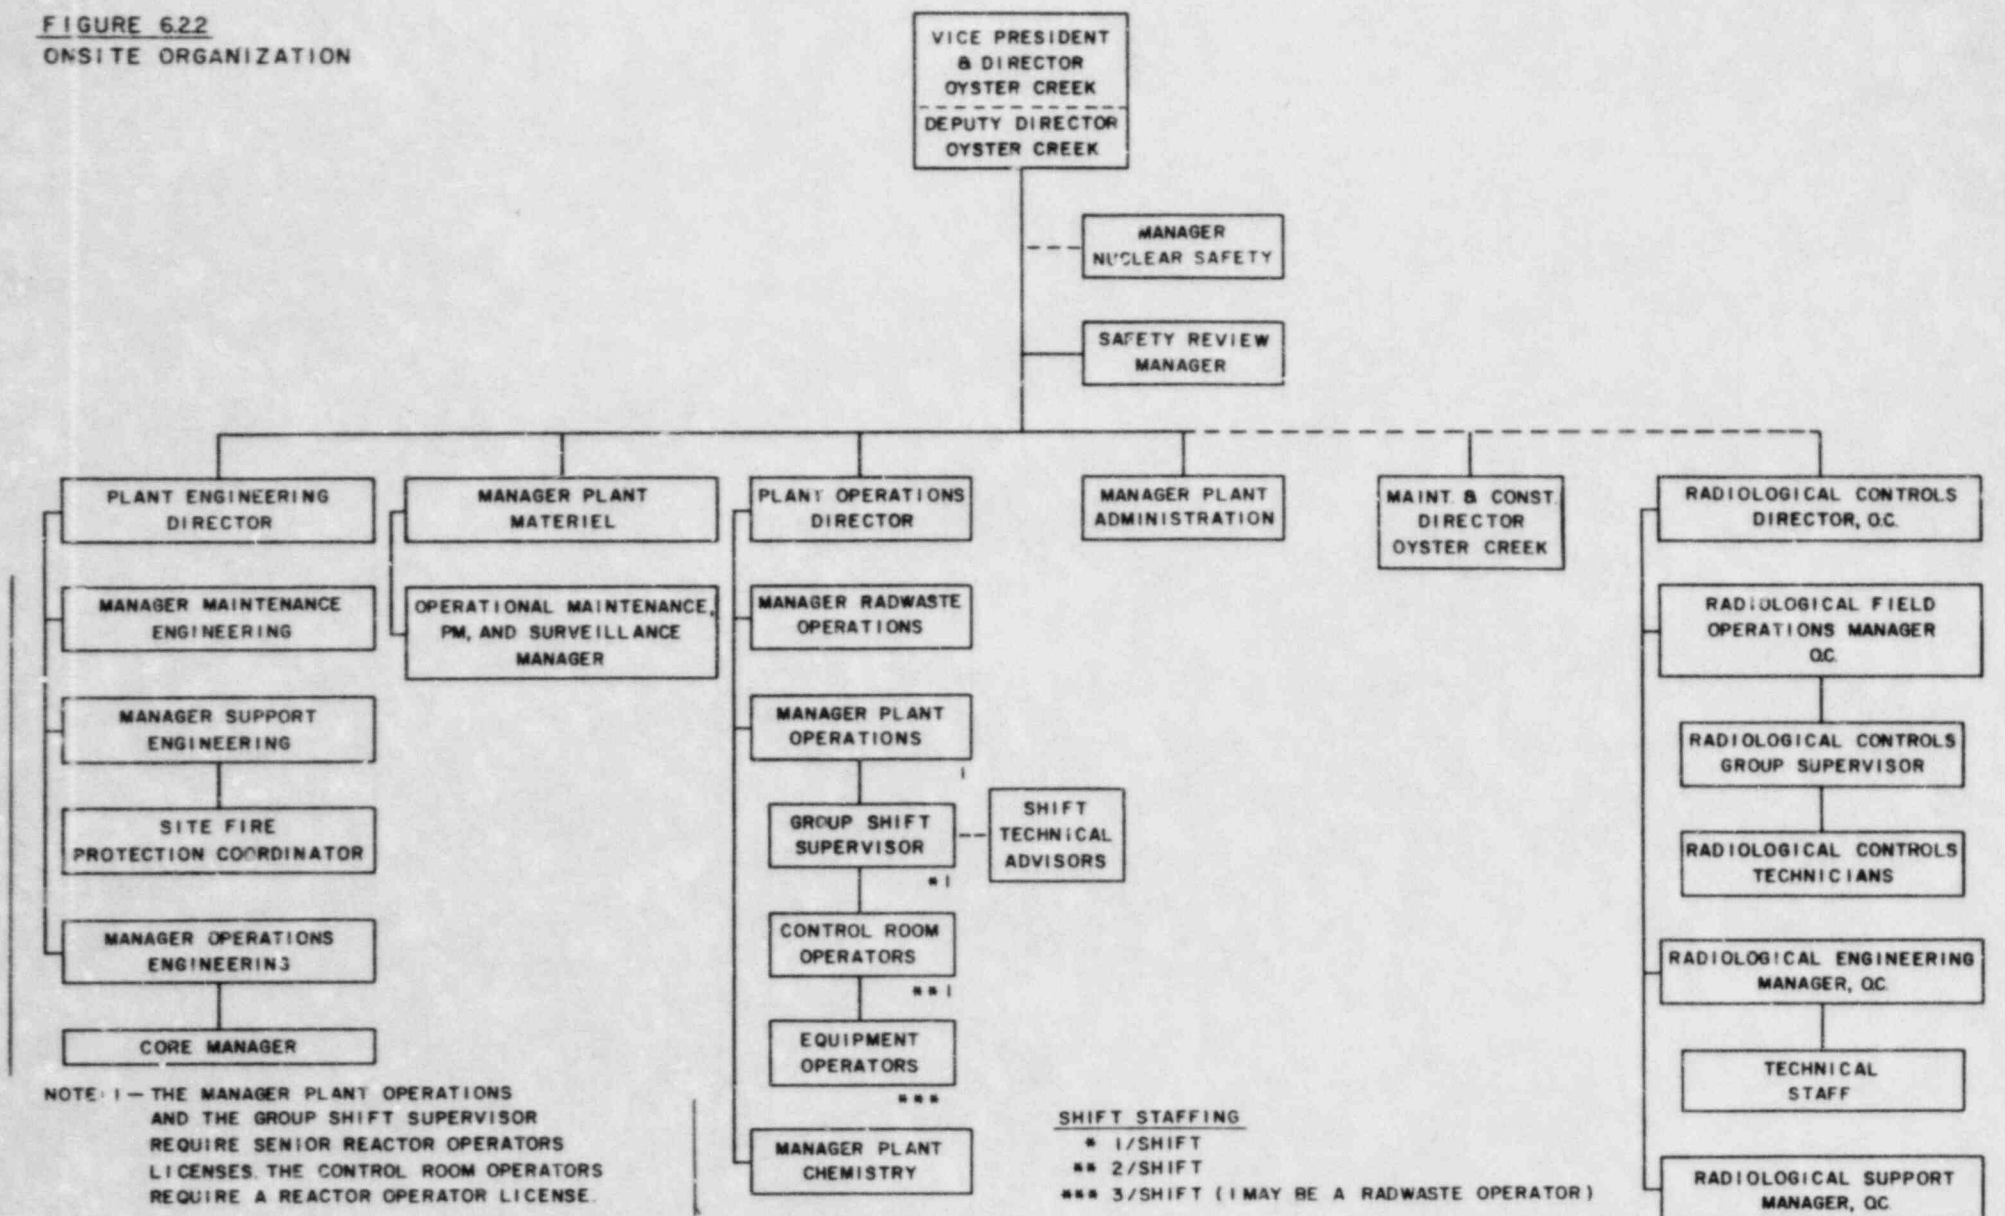 FIGURE 6.2.2
ONSITE ORGANIZATION
VICE PRESIDENT
& DIRECTOR
OYSTER CREEK
DEPUTY DIRECTOR
OYSTER CREEK
MANAGER
NUCLEAR SAFETY
SAFETY REVIEW
MANAGER
PLANT ENGINEERING
DIRECTOR
MANAGER MAINTENANCE
ENGINEERING
MANAGER SUPPORT
ENGINEERING
SITE FIRE
PROTECTION COORDINATOR
MANAGER OPERATIONS
ENGINEERING
CORE MANAGER
MANAGER PLANT
MATERIEL
OPERATIONAL MAINTENANCE,
PM, AND SURVEILLANCE
MANAGER
PLANT OPERATIONS
DIRECTOR
MANAGER RADWASTE
OPERATIONS
MANAGER PLANT
OPERATIONS
1
GROUP SHIFT
SUPERVISOR
*1
SHIFT
TECHNICAL
ADVISORS
CONTROL ROOM
OPERATORS
**1
EQUIPMENT
OPERATORS
***
MANAGER PLANT
CHEMISTRY
MANAGER PLANT
ADMINISTRATION
MAINT. & CONST.
DIRECTOR
OYSTER CREEK
RADIOLOGICAL CONTROLS
DIRECTOR, O.C.
RADIOLOGICAL FIELD
OPERATIONS MANAGER
O.C.
RADIOLOGICAL CONTROLS
GROUP SUPERVISOR
RADIOLOGICAL CONTROLS
TECHNICIANS
RADIOLOGICAL ENGINEERING
MANAGER, O.C.
TECHNICAL
STAFF
RADIOLOGICAL SUPPORT
MANAGER, O.C.
NOTE: 1 — THE MANAGER PLANT OPERATIONS
AND THE GROUP SHIFT SUPERVISOR
REQUIRE SENIOR REACTOR OPERATORS
LICENSES. THE CONTROL ROOM OPERATORS
REQUIRE A REACTOR OPERATOR LICENSE.
SHIFT STAFFING
* 1/SHIFT
** 2/SHIFT
*** 3/SHIFT (1 MAY BE A RADWASTE OPERATOR)